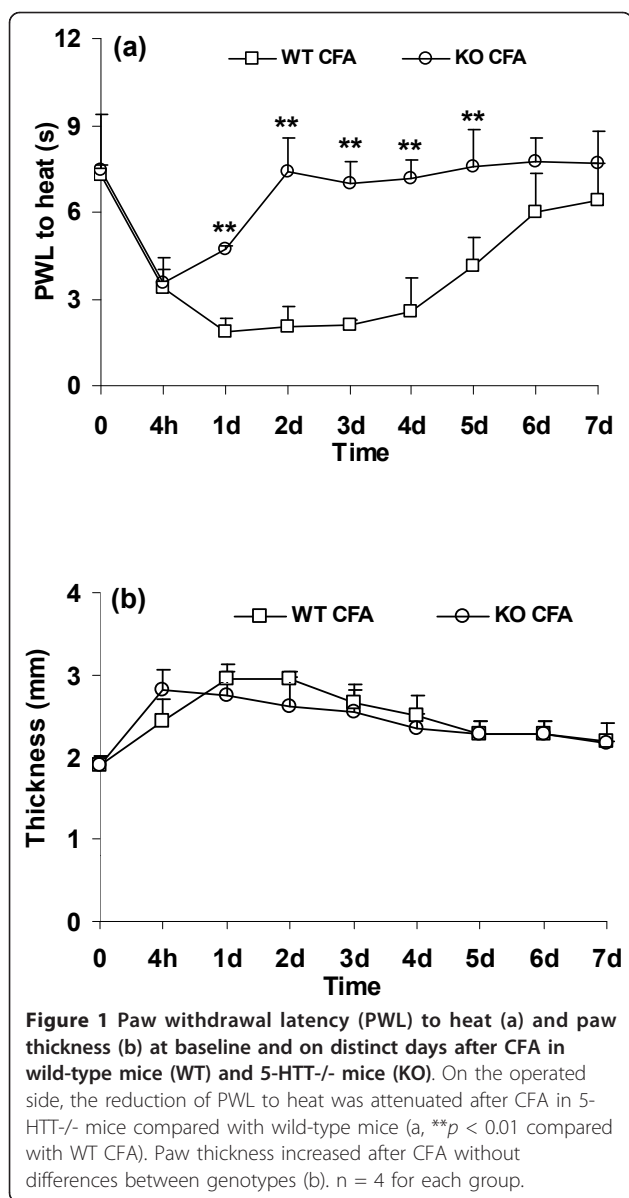 (a)
WT CFA KO CFA
12
9
6
3
0
PWL to heat (s)
** ** ** ** **
0 4h 1d 2d 3d 4d 5d 6d 7d
Time
(b)
WT CFA KO CFA
4
3
2
1
0
Thickness (mm)
0 4h 1d 2d 3d 4d 5d 6d 7d
Time
Figure 1 Paw withdrawal latency (PWL) to heat (a) and paw
thickness (b) at baseline and on distinct days after CFA in
wild-type mice (WT) and 5-HTT-/- mice (KO). On the operated
side, the reduction of PWL to heat was attenuated after CFA in 5-
HTT-/- mice compared with wild-type mice (a, **p < 0.01 compared
with WT CFA). Paw thickness increased after CFA without
differences between genotypes (b). n = 4 for each group.